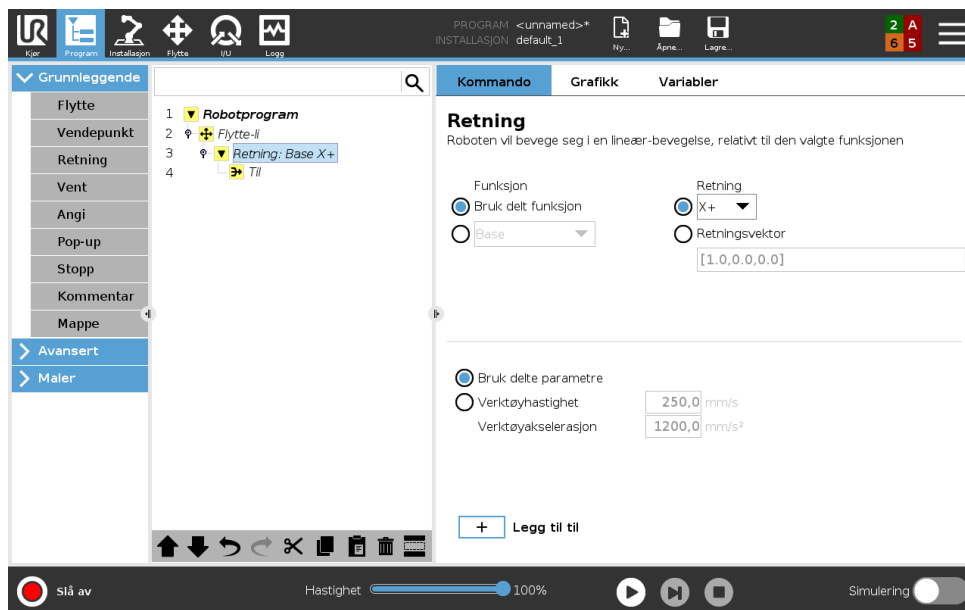 UR
PROGRAM <unnamed>*
INSTALLASJON default_1
Kjør Program Installasjon Flytte I/U Logg Ny... Åpne... Lagre...
2 A
6 5
Grunnleggende
Flytte
Vendepunkt
Retning
Vent
Angi
Pop-up
Stopp
Kommentar
Mappe
Avansert
Maler
1 Robotprogram
2 Flytte-li
3 Retning: Base X+
4 Til
Kommando Grafikk Variabler
Retning
Roboten vil bevege seg i en lineær-bevegelse, relativt til den valgte funksjonen
Funksjon Retning
Bruk delt funksjon X+
Base Retningsvektor
[1.0,0.0,0.0]
Bruk delte parametre
Verktøyhastighet 250,0 mm/s
Verktøyakselerasjon 1200,0 mm/s²
+ Legg til til
Slå av Hastighet 100% Simulering